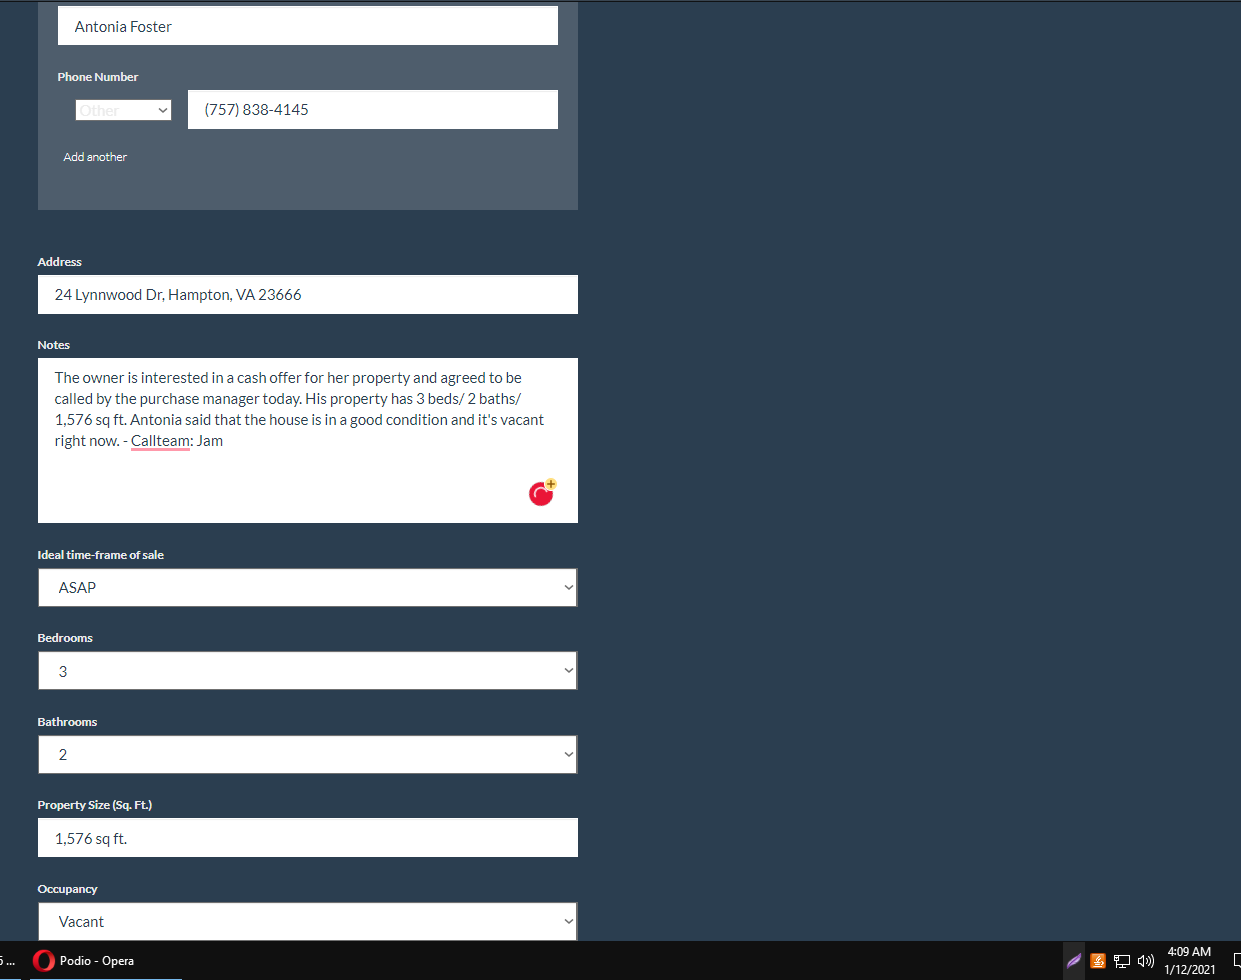 Antonia Foster
Phone Number
Other
(757) 838-4145
Add another
Address
24 Lynnwood Dr, Hampton, VA 23666
Notes
The owner is interested in a cash offer for her property and agreed to be
called by the purchase manager today. His property has 3 beds/ 2 baths/
1,576 sq ft. Antonia said that the house is in a good condition and it's vacant
right now. - Callteam: Jam
Ideal time-frame of sale
ASAP
Bedrooms
3
Bathrooms
2
Property Size (Sq. Ft.)
1,576 sq ft.
Occupancy
Vacant
Podio - Opera
4:09 AM
1/12/2021